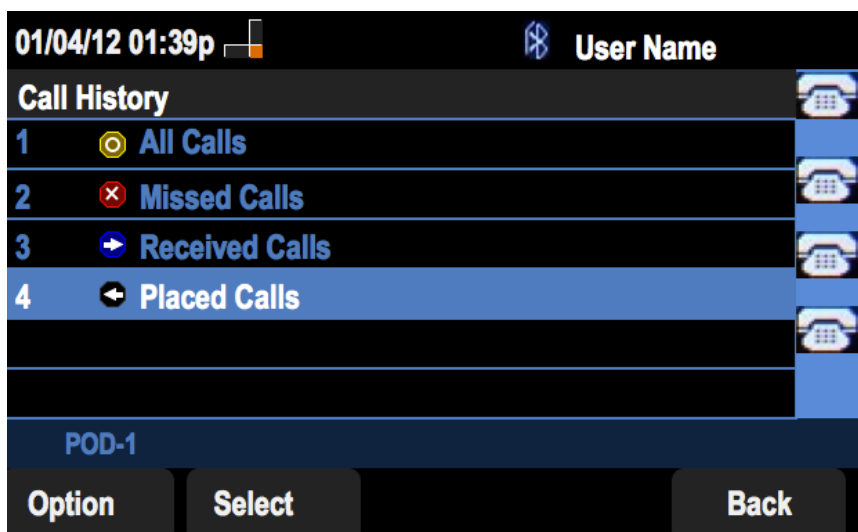 01/04/12 01:39p User Name
Call History
1 All Calls
2 Missed Calls
3 Received Calls
4 Placed Calls
POD-1
Option Select Back